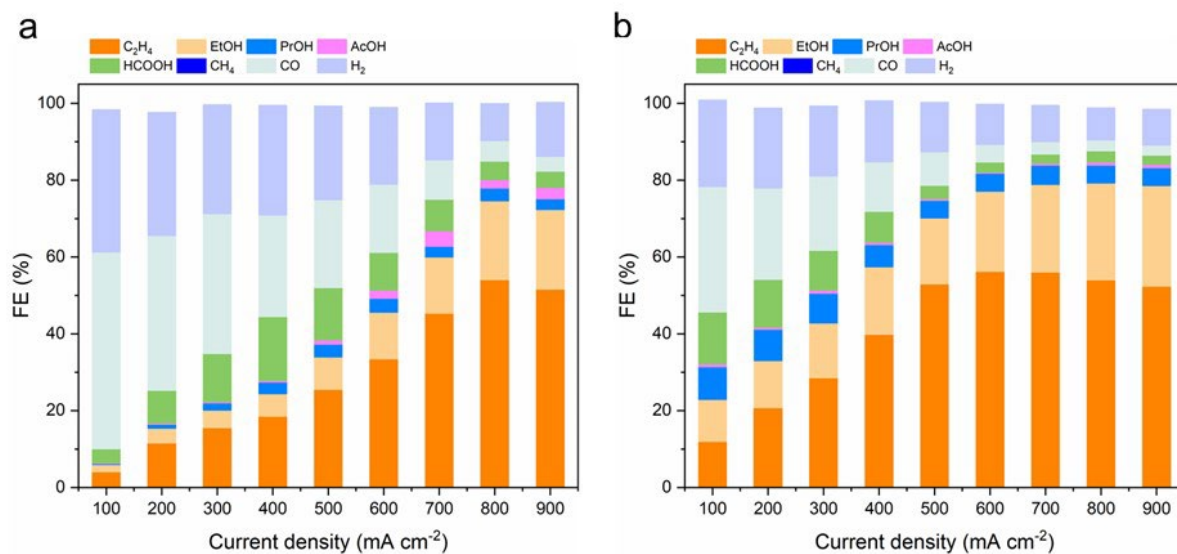 a
C₂H₄ EtOH PrOH AcOH
HCOOH CH₄ CO H₂
100
80
60
40
20
0
FE (%)
100 200 300 400 500 600 700 800 900
Current density (mA cm⁻²)
b
C₂H₄ EtOH PrOH AcOH
HCOOH CH₄ CO H₂
100
80
60
40
20
0
FE (%)
100 200 300 400 500 600 700 800 900
Current density (mA cm⁻²)